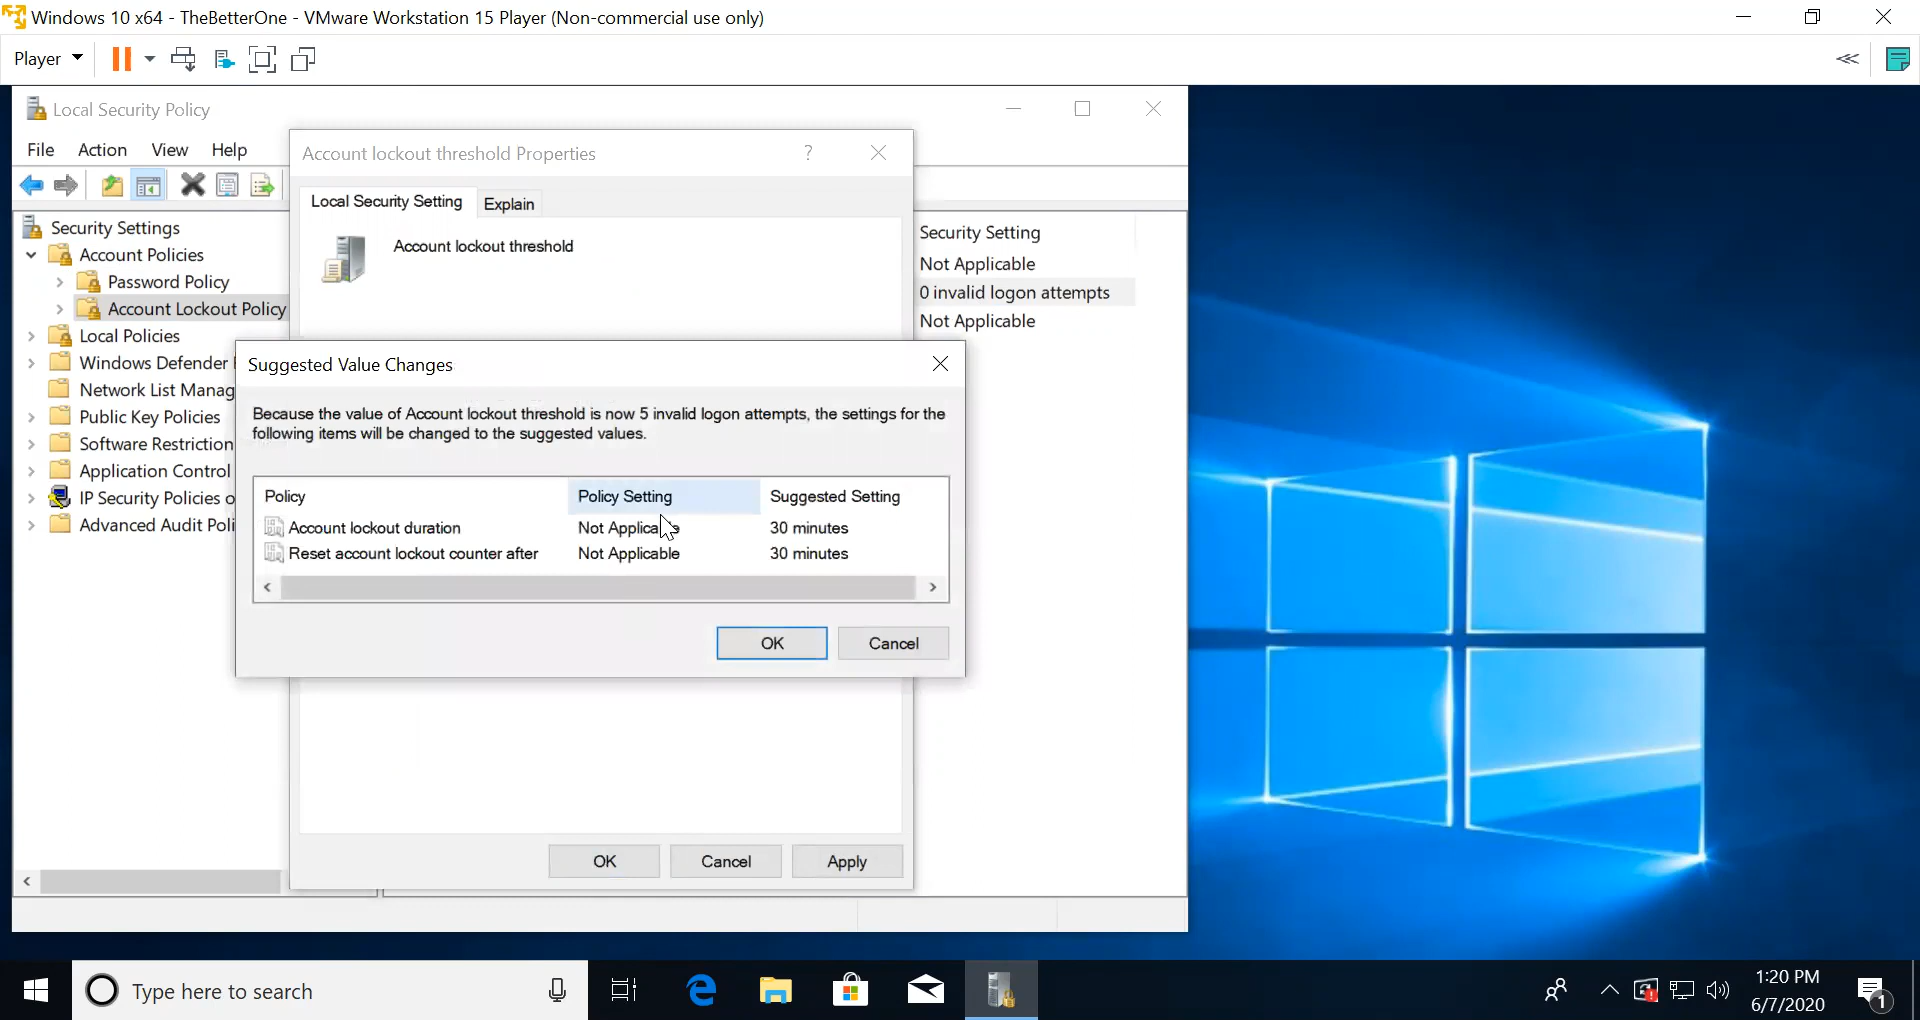 Windows 10 x64 - TheBetterOne - VMware Workstation 15 Player (Non-commercial use only)
Player
Local Security Policy
File Action View Help
Account lockout threshold Properties
?
Local Security Setting
Explain
Account lockout threshold
Security Settings
Account Policies
Password Policy
Account Lockout Policy
Local Policies
Windows Defender
Network List Manag
Public Key Policies
Software Restriction
Application Control
IP Security Policies o
Advanced Audit Poli
Security Setting
Not Applicable
0 invalid logon attempts
Not Applicable
Suggested Value Changes
Because the value of Account lockout threshold is now 5 invalid logon attempts, the settings for the
following items will be changed to the suggested values.
Policy Policy Setting Suggested Setting
Account lockout duration Not Applicable 30 minutes
Reset account lockout counter after Not Applicable 30 minutes
OK Cancel
OK Cancel Apply
Type here to search
1:20 PM
6/7/2020
1